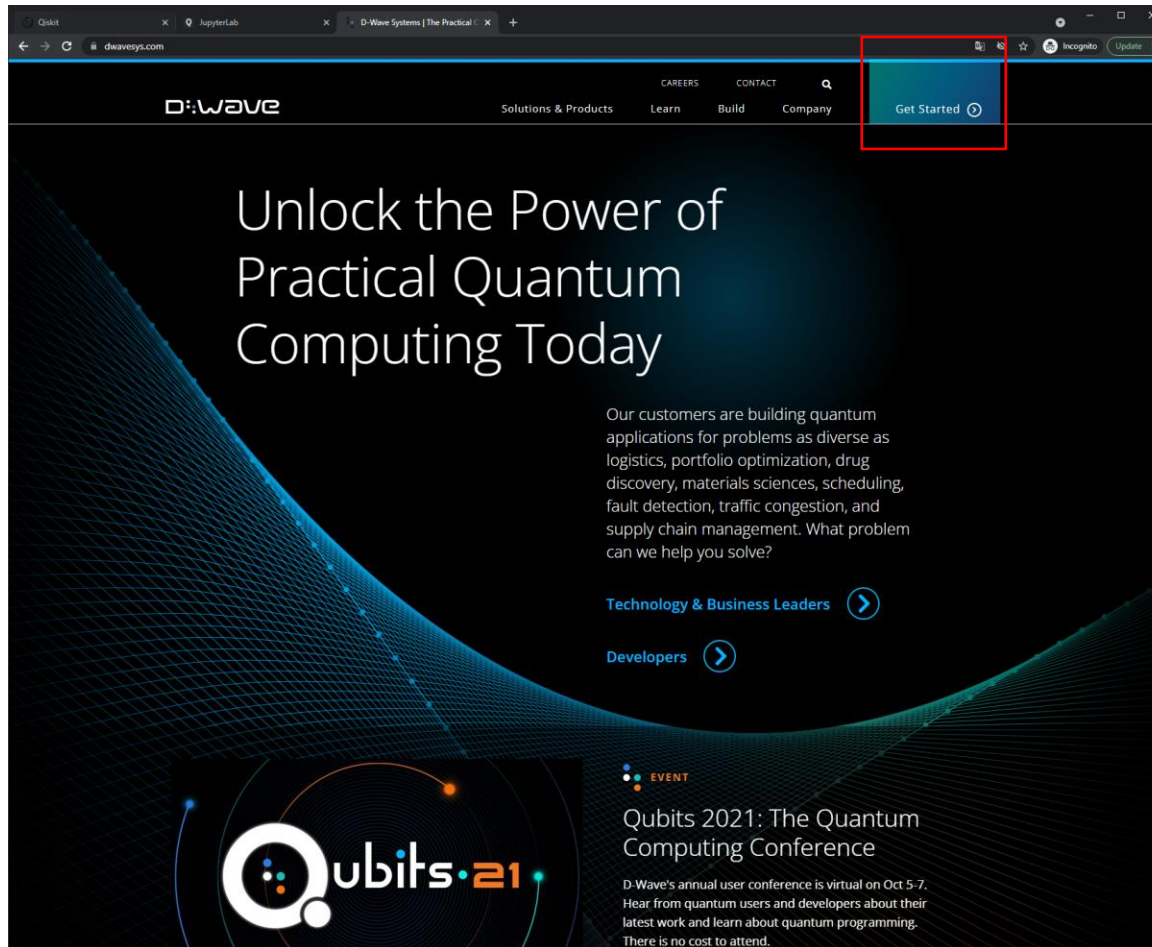 Qiskit
JupyterLab
D-Wave Systems | The Practical C
dwavesys.com
Incognito
Update
CAREERS
CONTACT
D:Wave
Solutions & Products
Learn
Build
Company
Get Started
Unlock the Power of
Practical Quantum
Computing Today
Our customers are building quantum
applications for problems as diverse as
logistics, portfolio optimization, drug
discovery, materials sciences, scheduling,
fault detection, traffic congestion, and
supply chain management. What problem
can we help you solve?
Technology & Business Leaders
Developers
Qubits.21
EVENT
Qubits 2021: The Quantum
Computing Conference
D-Wave's annual user conference is virtual on Oct 5-7.
Hear from quantum users and developers about their
latest work and learn about quantum programming.
There is no cost to attend.